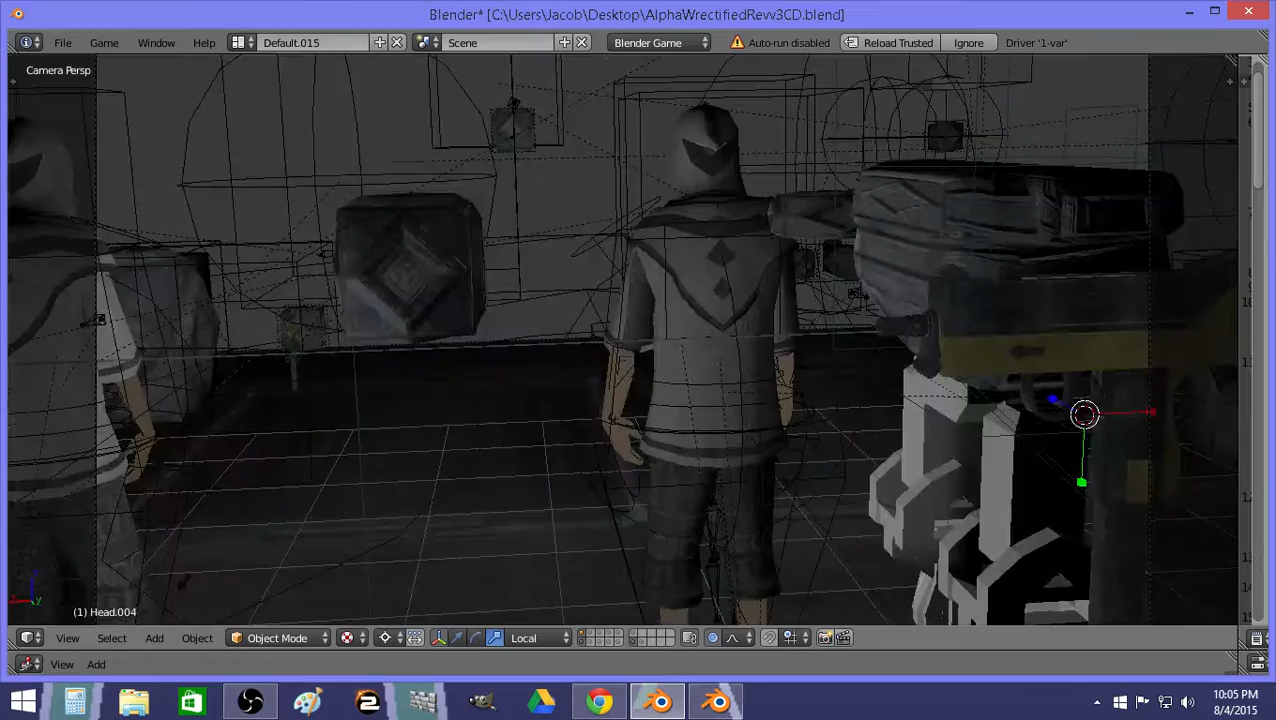 Blender* [C:\Users\Jacob\Desktop\AlphaWrectifiedRevv3CD.blend]
File Game Window Help Default.015 Scene Blender Game Auto-run disabled Reload Trusted Ignore Driver '1-var'
Camera Persp
(1) Head.004
View Select Add Object Object Mode Local
View Add
10:05 PM
8/4/2015